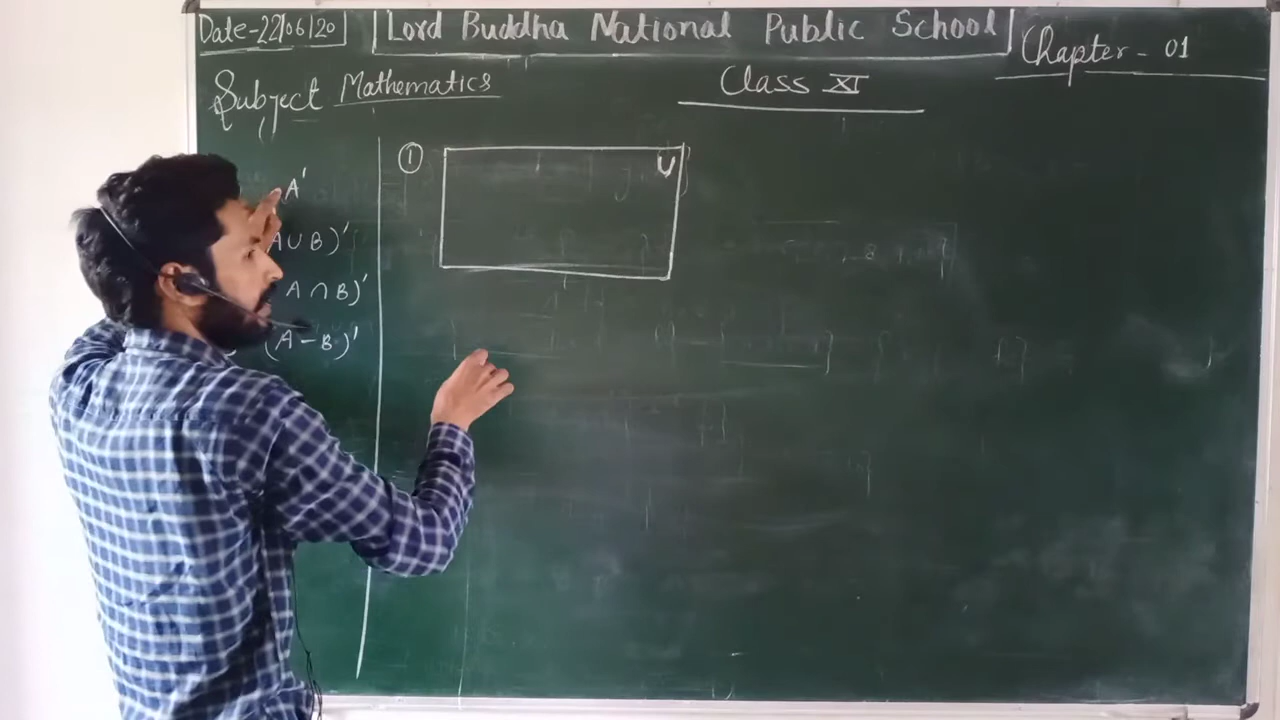 Date-22/06/20
Lord Buddha National Public School
Chapter - 01
Subject Mathematics
Class XI
A'
A ∪ B)'
A ∩ B)'
(A - B)'
①
U